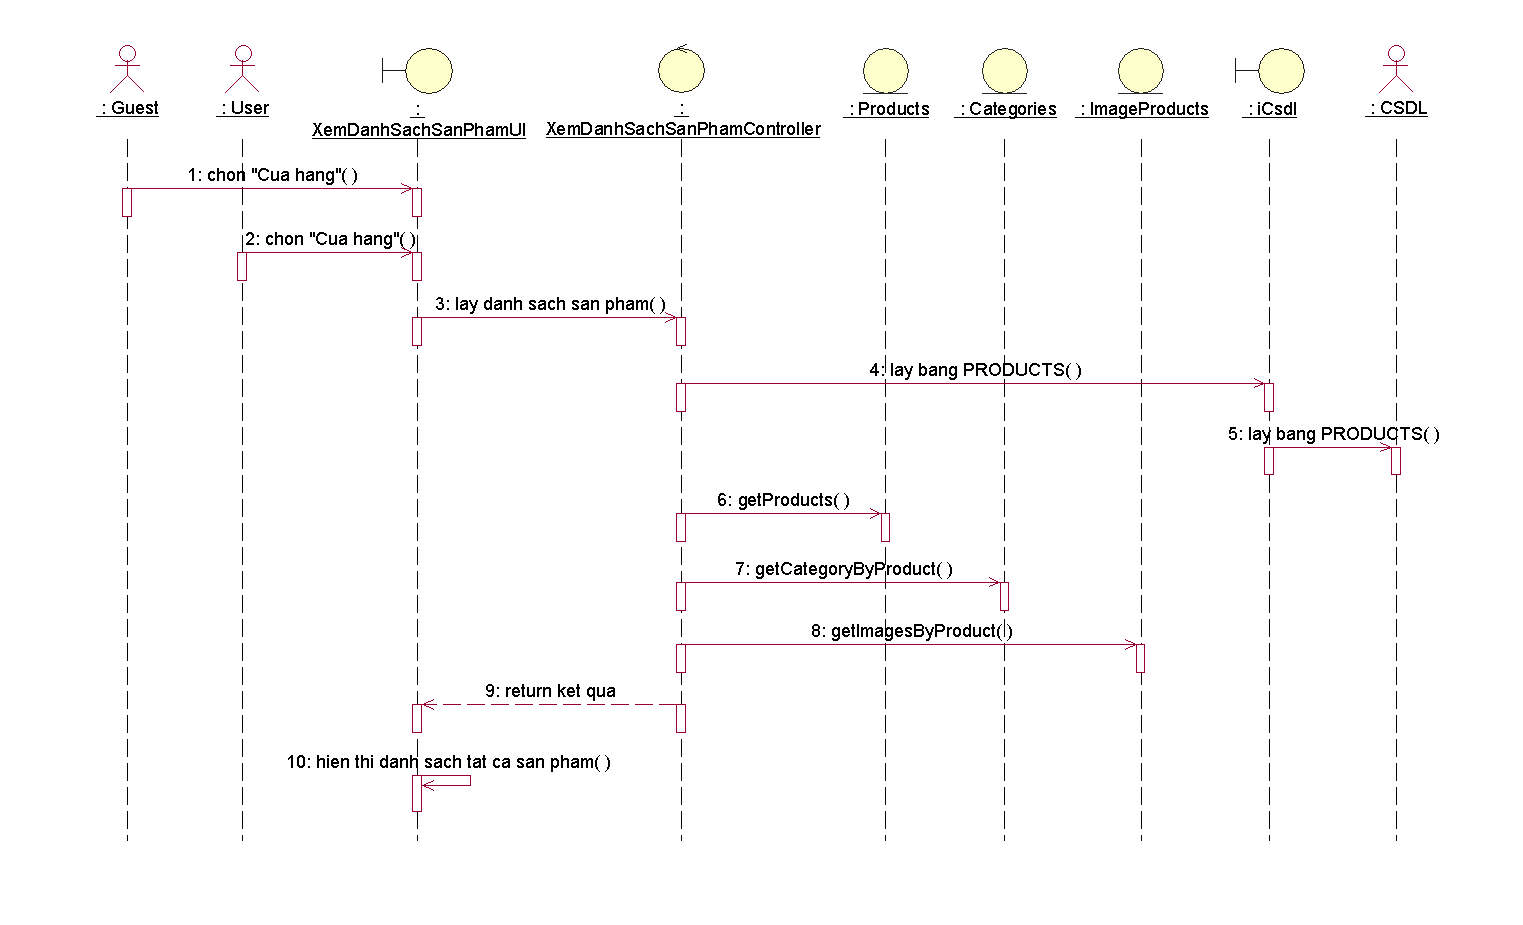 : Guest
: User
:
XemDanhSachSanPhamUI
:
XemDanhSachSanPhamController
: Products
: Categories
: ImageProducts
: iCsdl
: CSDL
1: chon "Cua hang"( )
2: chon "Cua hang"( )
3: lay danh sach san pham( )
4: lay bang PRODUCTS( )
5: lay bang PRODUCTS( )
6: getProducts( )
7: getCategoryByProduct( )
8: getImagesByProduct( )
9: return ket qua
10: hien thi danh sach tat ca san pham( )